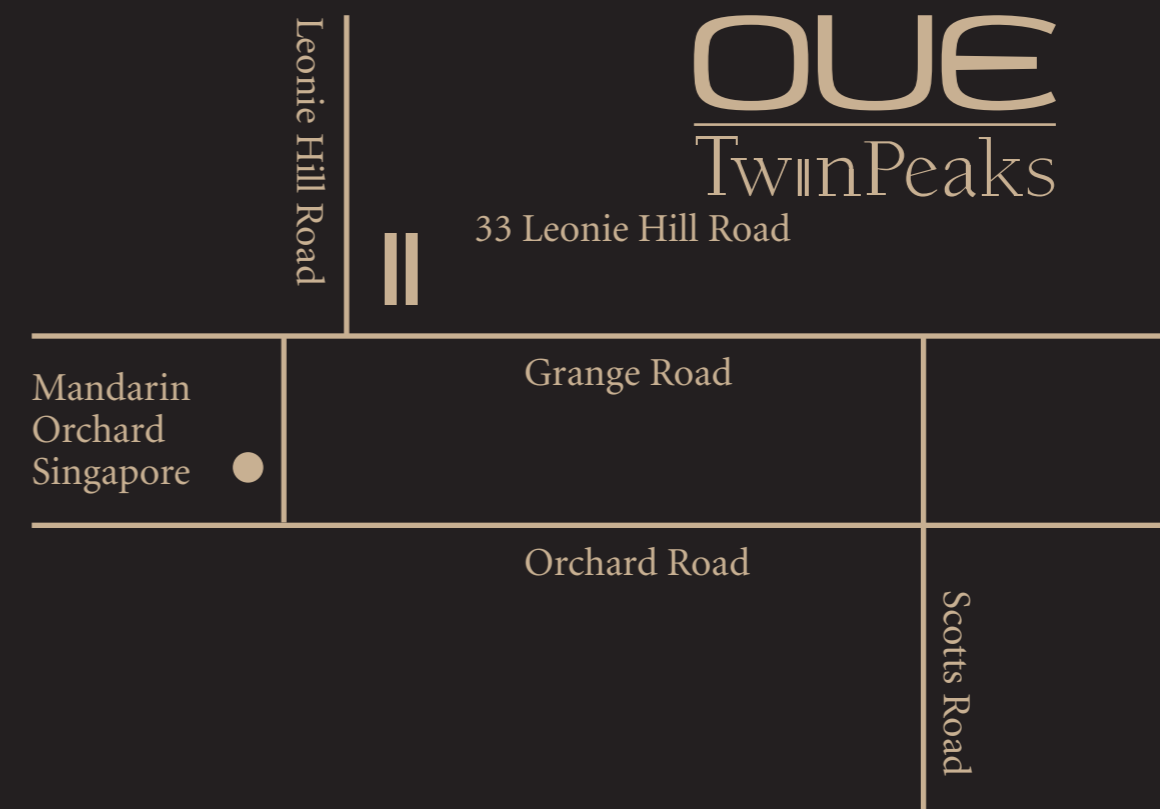 OUE
TwinPeaks
Leonie Hill Road
33 Leonie Hill Road
Grange Road
Mandarin
Orchard
Singapore
Orchard Road
Scotts Road